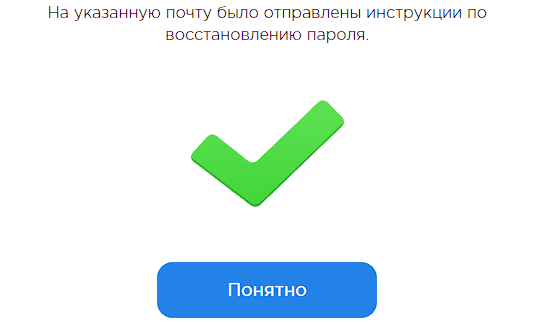 На указанную почту было отправлены инструкции по
восстановлению пароля.
Понятно